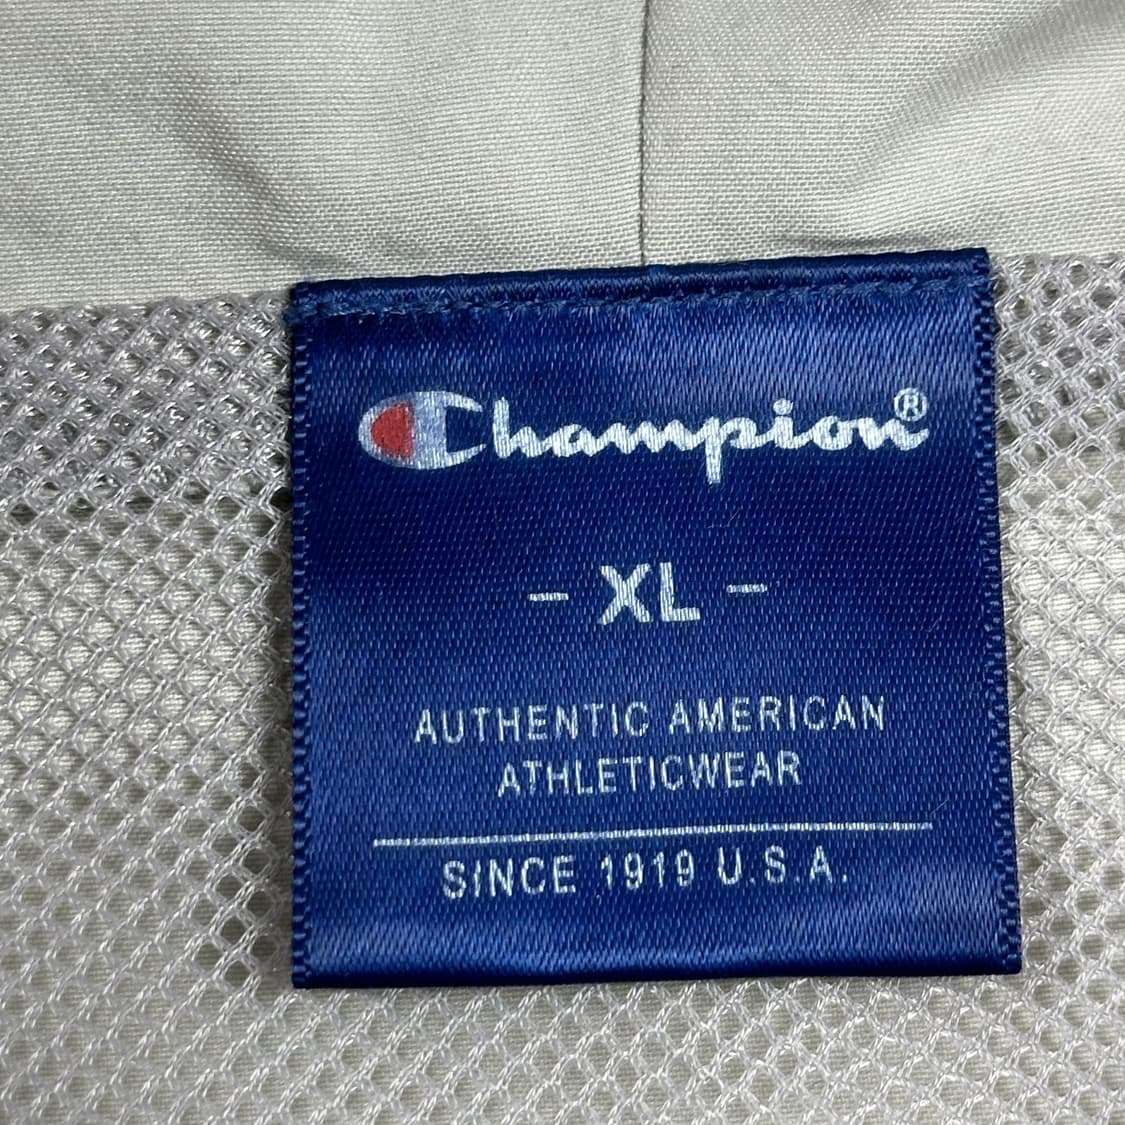 Champion®
- XL -
AUTHENTIC AMERICAN
ATHLETICWEAR
SINCE 1919 U.S.A.